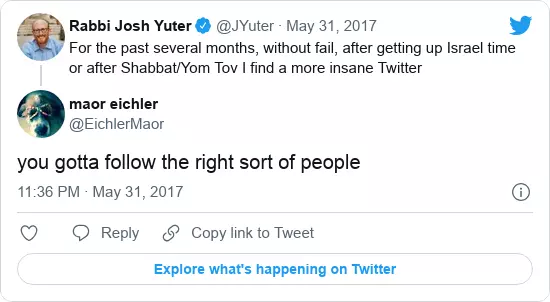 Rabbi Josh Yuter @JYuter · May 31, 2017
For the past several months, without fail, after getting up Israel time
or after Shabbat/Yom Tov I find a more insane Twitter
maor eichler
@EichlerMaor
you gotta follow the right sort of people
11:36 PM · May 31, 2017
Reply Copy link to Tweet
Explore what's happening on Twitter